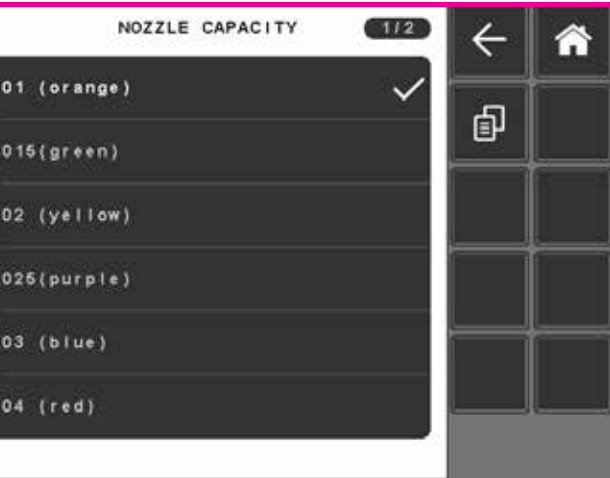 NOZZLE CAPACITY 1/2
01 (orange)
015(green)
02 (yellow)
025(purple)
03 (blue)
04 (red)